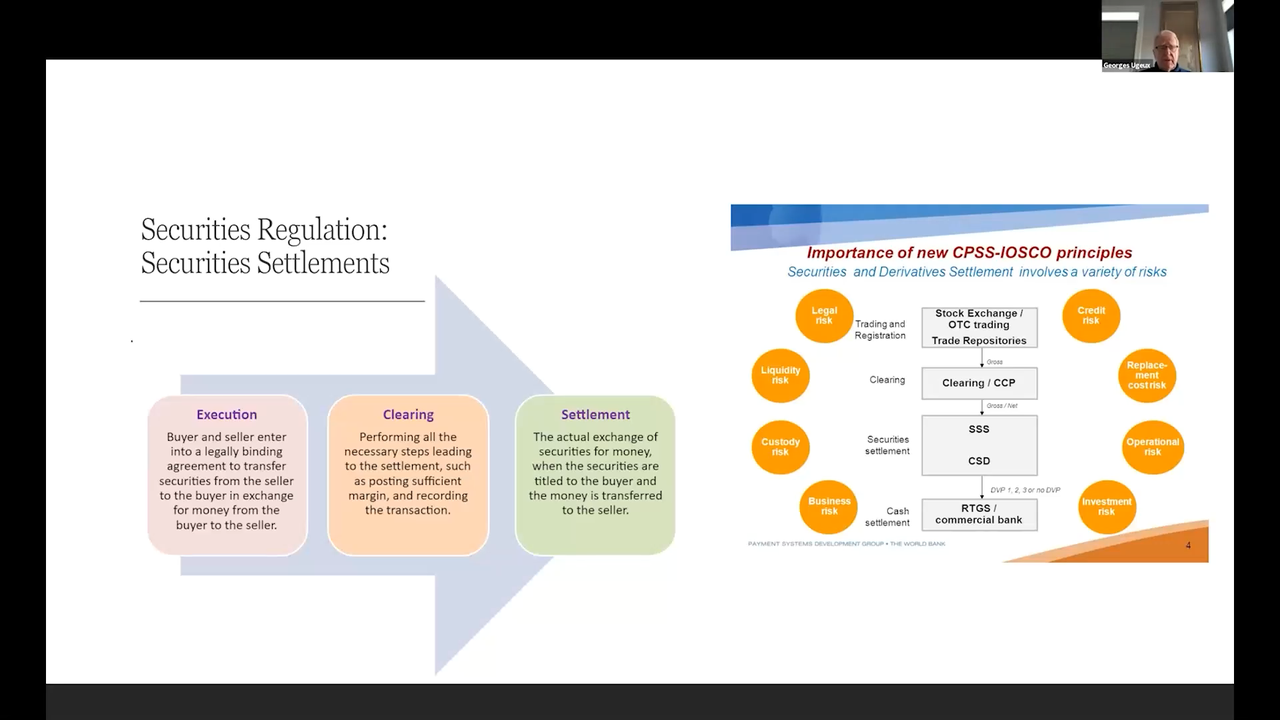 Georges Ugeux
Securities Regulation:
Securities Settlements
.
Execution
Buyer and seller enter
into a legally binding
agreement to transfer
securities from the seller
to the buyer in exchange
for money from the
buyer to the seller.
Clearing
Performing all the
necessary steps leading
to the settlement, such
as posting sufficient
margin, and recording
the transaction.
Settlement
The actual exchange of
securities for money,
when the securities are
titled to the buyer and
the money is transferred
to the seller.
Importance of new CPSS-IOSCO principles
Securities and Derivatives Settlement involves a variety of risks
Legal
risk
Liquidity
risk
Custody
risk
Business
risk
Trading and
Registration
Stock Exchange /
OTC trading
Trade Repositories
Gross
Clearing
Clearing / CCP
Gross / Net
Securities
settlement
SSS
CSD
DVP 1, 2, 3 or no DVP
Cash
settlement
RTGS /
commercial bank
Credit
risk
Replace-
ment
cost risk
Operational
risk
Investment
risk
PAYMENT SYSTEMS DEVELOPMENT GROUP • THE WORLD BANK
4